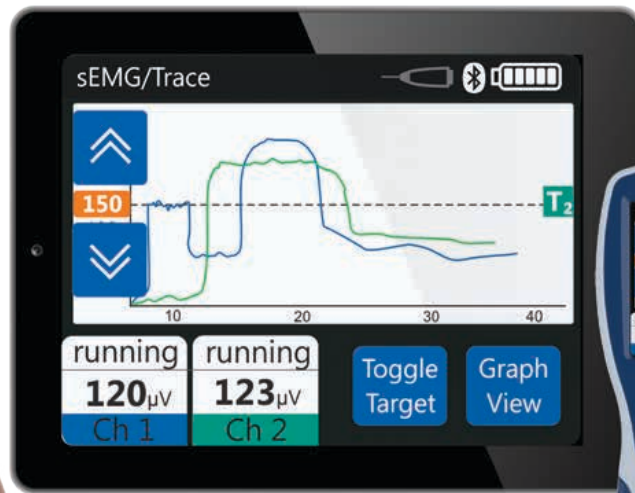 sEMG/Trace
150
T2
10 20 30 40
running running
120µV 123µV
Ch 1 Ch 2
Toggle
Target
Graph
View